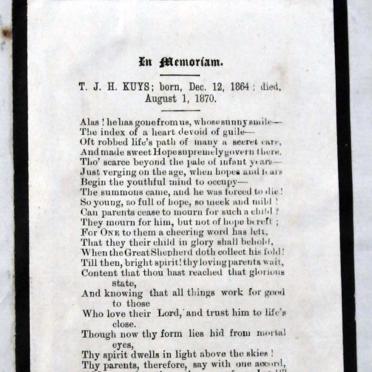 In Memoriam.
T. J. H. KUYS; born, Dec. 12, 1864; died,
August 1, 1870.
Alas! he has gone from us, whose sunny smile—
The index of a heart devoid of guile—
Oft robbed life's path of many a secret care,
And made sweet Hope supremely govern there.
Tho' scarce beyond the pale of infant years—
Just verging on the age, when hopes and fears
Begin the youthful mind to occupy—
The summons came, and he was forced to die!
So young, so full of hope, so meek and mild!
Can parents cease to mourn for such a child?
They mourn for him, but not of hope bereft;
For ONE to them a cheering word has left,
That they their child in glory shall behold,
When the Great Shepherd doth collect his fold!
Till then, bright spirit! thy loving parents wait,
Content that thou hast reached that glorious
state,
And knowing that all things work for good
to those
Who love their Lord, and trust him to life's
close.
Though now thy form lies hid from mortal
eyes,
Thy spirit dwells in light above the skies!
Thy parents, therefore, say with one accord,